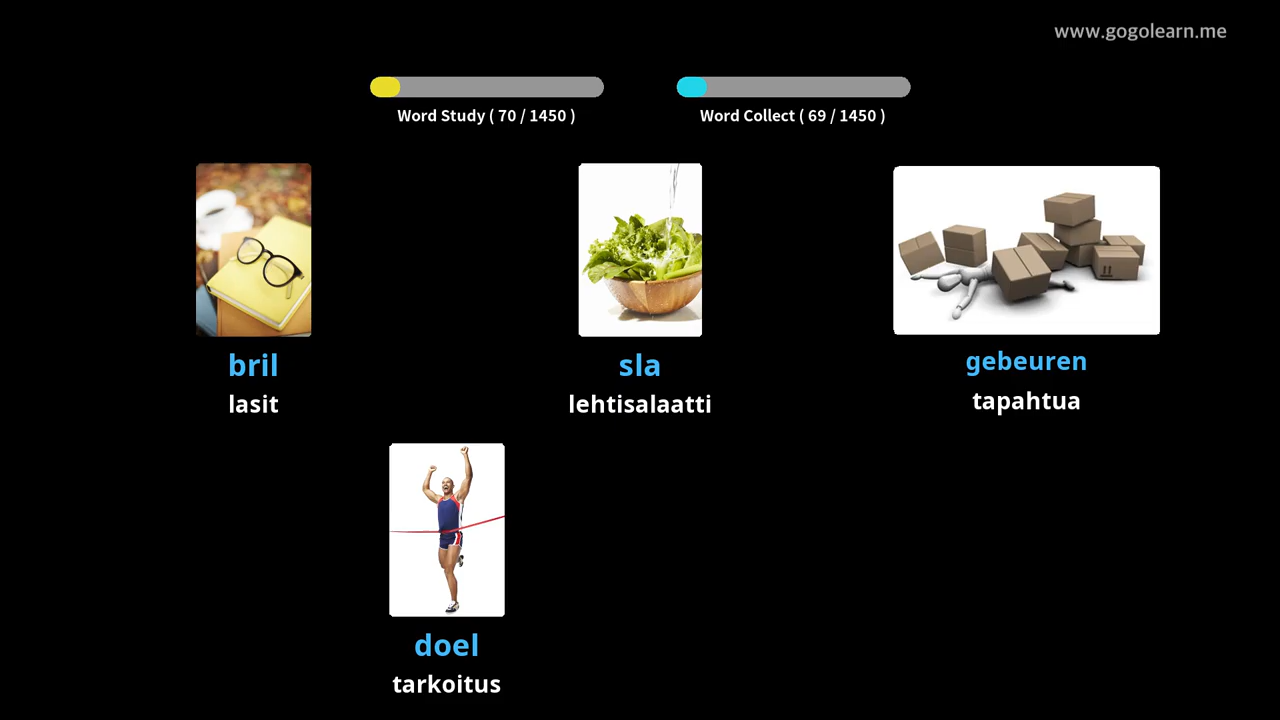 www.gogolearn.me
Word Study ( 70 / 1450 )
Word Collect ( 69 / 1450 )
bril
lasit
sla
lehtisalaatti
gebeuren
tapahtua
doel
tarkoitus